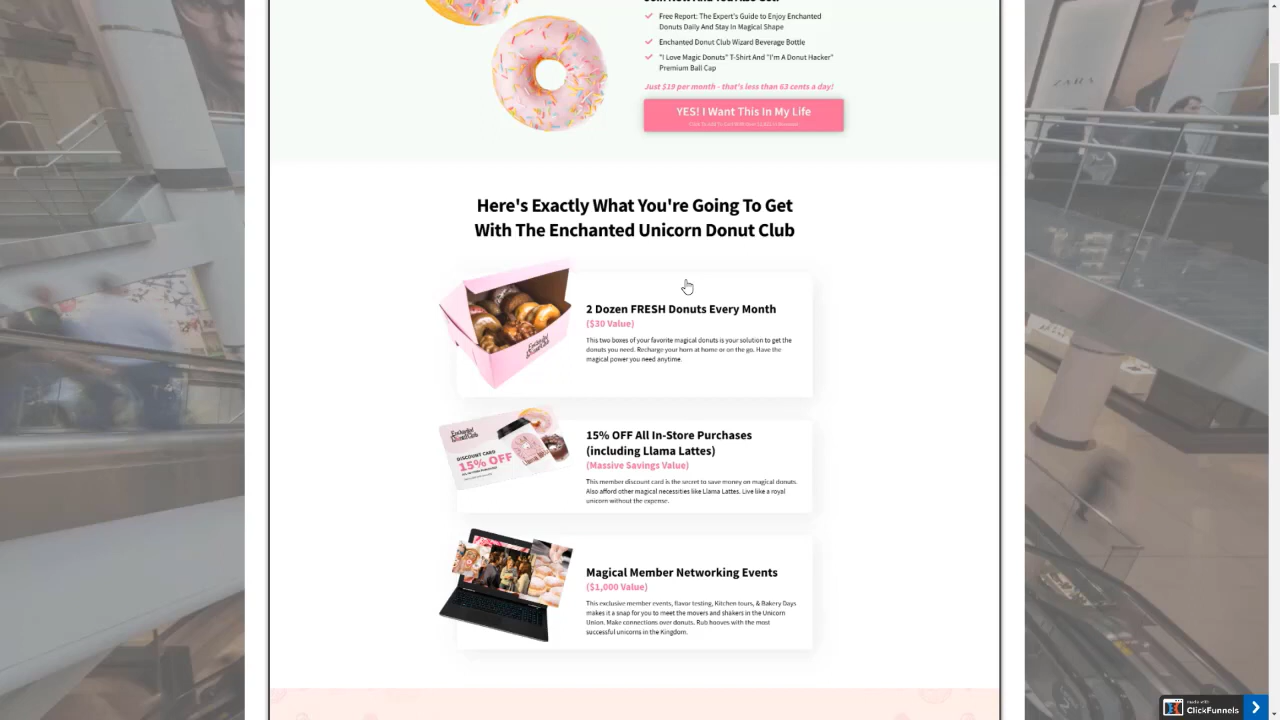 Free Report: The Expert's Guide to Enjoy Enchanted
Donuts Daily And Stay In Magical Shape
Enchanted Donut Club Wizard Beverage Bottle
"I Love Magic Donuts" T-Shirt And "I'm A Donut Hacker"
Premium Ball Cap
Just $19 per month - that's less than 63 cents a day!
YES! I Want This In My Life
Here's Exactly What You're Going To Get
With The Enchanted Unicorn Donut Club
2 Dozen FRESH Donuts Every Month
($30 Value)
This two boxes of your favorite magical donuts is your solution to get the
donuts you need. Recharge your horn at home or on the go. Have the
magical power you need anytime.
15% OFF All In-Store Purchases
(including Llama Lattes)
(Massive Savings Value)
This member discount card is the secret to save money on magical donuts.
Also afford other magical necessities like Llama Lattes. Live like a royal
unicorn without the expense.
DISCOUNT CARD
15% OFF
Magical Member Networking Events
($1,000 Value)
This exclusive member events, flavor testing, Kitchen tours, & Bakery Days
makes it a snap for you to meet the movers and shakers in the Unicorn
Union. Make connections over donuts. Rub hooves with the most
successful unicorns in the Kingdom.
made with
ClickFunnels